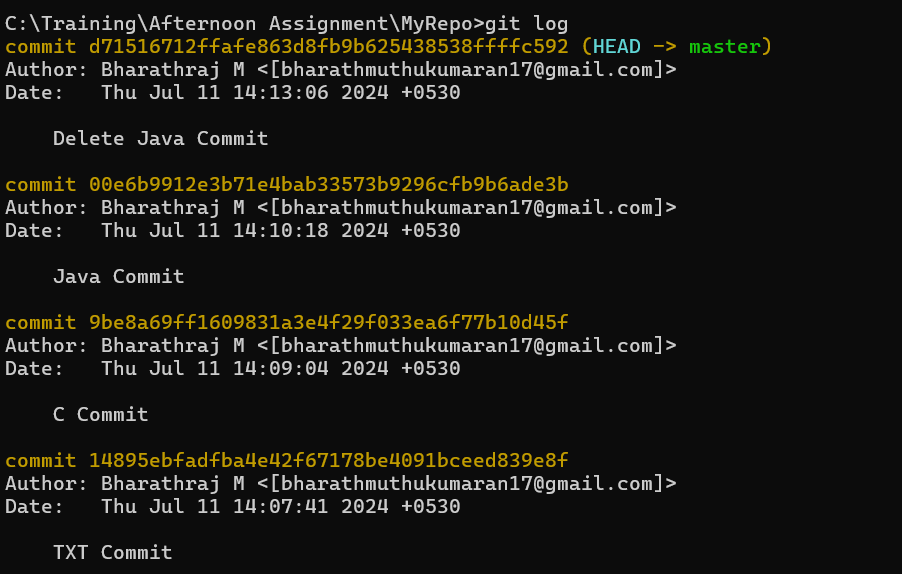 C:\Training\Afternoon Assignment\MyRepo>git log
commit d71516712ffafe863d8fb9b625438538ffffc592 (HEAD -> master)
Author: Bharathraj M <[bharathmuthukumaran17@gmail.com]>
Date:   Thu Jul 11 14:13:06 2024 +0530
    Delete Java Commit
commit 00e6b9912e3b71e4bab33573b9296cfb9b6ade3b
Author: Bharathraj M <[bharathmuthukumaran17@gmail.com]>
Date:   Thu Jul 11 14:10:18 2024 +0530
    Java Commit
commit 9be8a69ff1609831a3e4f29f033ea6f77b10d45f
Author: Bharathraj M <[bharathmuthukumaran17@gmail.com]>
Date:   Thu Jul 11 14:09:04 2024 +0530
    C Commit
commit 14895ebfadfba4e42f67178be4091bceed839e8f
Author: Bharathraj M <[bharathmuthukumaran17@gmail.com]>
Date:   Thu Jul 11 14:07:41 2024 +0530
    TXT Commit